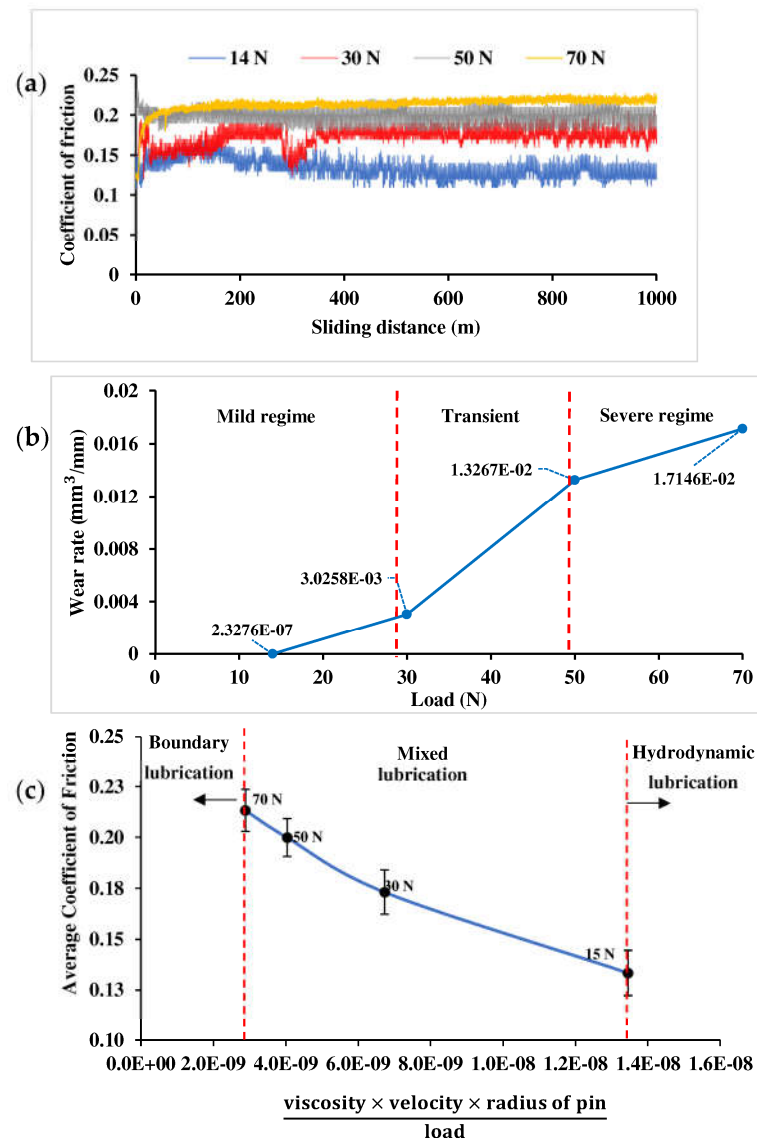 (a)
14 N 30 N 50 N 70 N
Coefficient of friction
0.25
0.2
0.15
0.1
0.05
0
0 200 400 600 800 1000
Sliding distance (m)
(b)
Wear rate (mm³/mm)
0.02
0.016
0.012
0.008
0.004
0
Mild regime Transient Severe regime
1.3267E-02
1.7146E-02
3.0258E-03
2.3276E-07
0 10 20 30 40 50 60 70
Load (N)
(c)
Average Coefficient of Friction
0.25
0.23
0.20
0.18
0.15
0.13
0.10
Boundary
lubrication
Mixed
lubrication
Hydrodynamic
lubrication
70 N
50 N
30 N
15 N
0.0E+00 2.0E-09 4.0E-09 6.0E-09 8.0E-09 1.0E-08 1.2E-08 1.4E-08 1.6E-08
viscosity × velocity × radius of pin
load